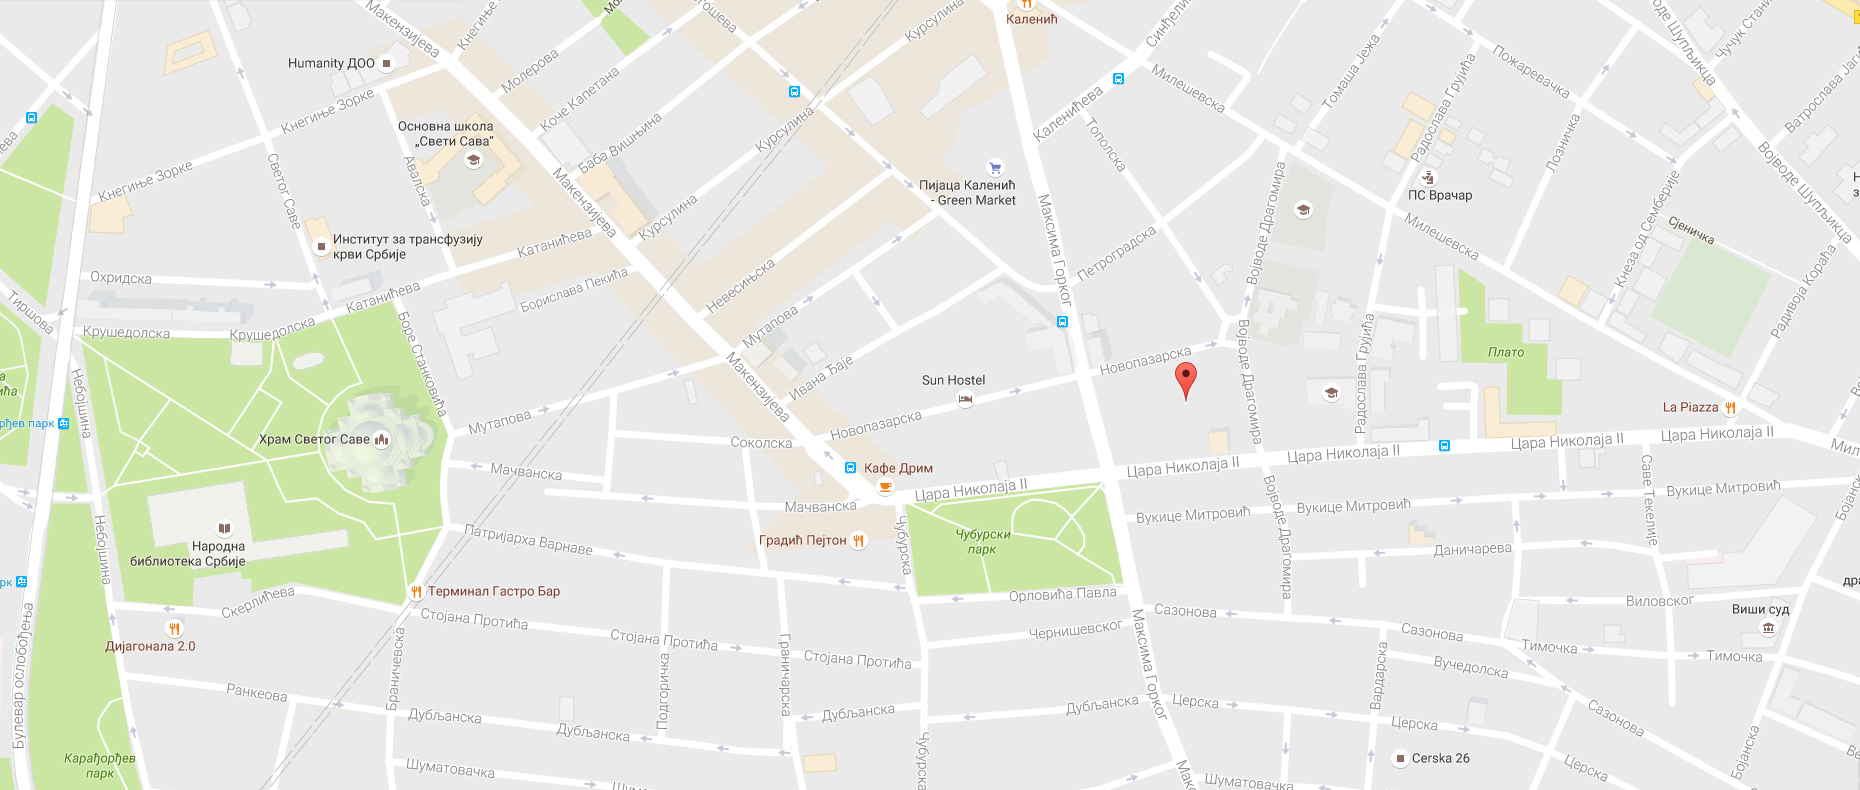 Макензијева
Кнегиње
Молерова
Humanity ДОО
Кнегиње Зорке
Коче Капетана
Курсулина
Каленић
Милешевска
Каленићева
Томаша Јежа
Пожаревачка
Радослава Грујића
Лозничка
Војводе Шупљикца
Чучук Стани
Основна школа
„Свети Сава“
Баба Вишњина
Курсулина
Тополска
Кнегиње Зорке
Светог Саве
Авалска
Макензијева
Пијаца Каленић
- Green Market
Максима Горког
Војводе Драгомира
ПС Врачар
Милешевска
Кнеза од Семберије
Сјеничка
Војводе Шупљикца
Радивоја Кораћа
Институт за трансфузију
крви Србије
Катанићева
Курсулина
Петроградска
Охридска
Катанићева
Борислава Пекића
Невесињска
Тиршова
Крушедолска
Крушедолска
Боре Станковића
Мутапова
Макензијева
Ивана Ђаје
Новопазарска
Војводе Драгомира
Радослава Грујића
Плато
Sun Hostel
La Piazza
Небојшина
Мутапова
Новопазарска
Храм Светог Саве
Соколска
Мачванска
Кафе Дрим
Цара Николаја II
Цара Николаја II
Цара Николаја II
Цара Николаја II
Цара Николаја II
Мачванска
Вукице Митровић
Вукице Митровић
Вукице Митровић
Војводе Драгомира
Саве Текелије
Небојшина
Народна
библиотека Србије
Патријарха Варнаве
Градић Пејтон
Чубурска
Чубурски
парк
Даничарева
Терминал Гастро Бар
Скерлићева
Орловића Павла
Сазонова
Виловског
Виши суд
Дијагонала 2.0
Стојана Протића
Стојана Протића
Стојана Протића
Чернишевског
Сазонова
Тимочка
Тимочка
Булевар ослобођења
Браничевска
Подгоричка
Граничарска
Максима Горког
Вучедолска
Вардарска
Ранкеова
Дубљанска
Дубљанска
Дубљанска
Дубљанска
Церска
Церска
Сазонова
Карађорђев
парк
Шуматовачка
Чубурска
Шуматовачка
Cerska 26
Бојанска